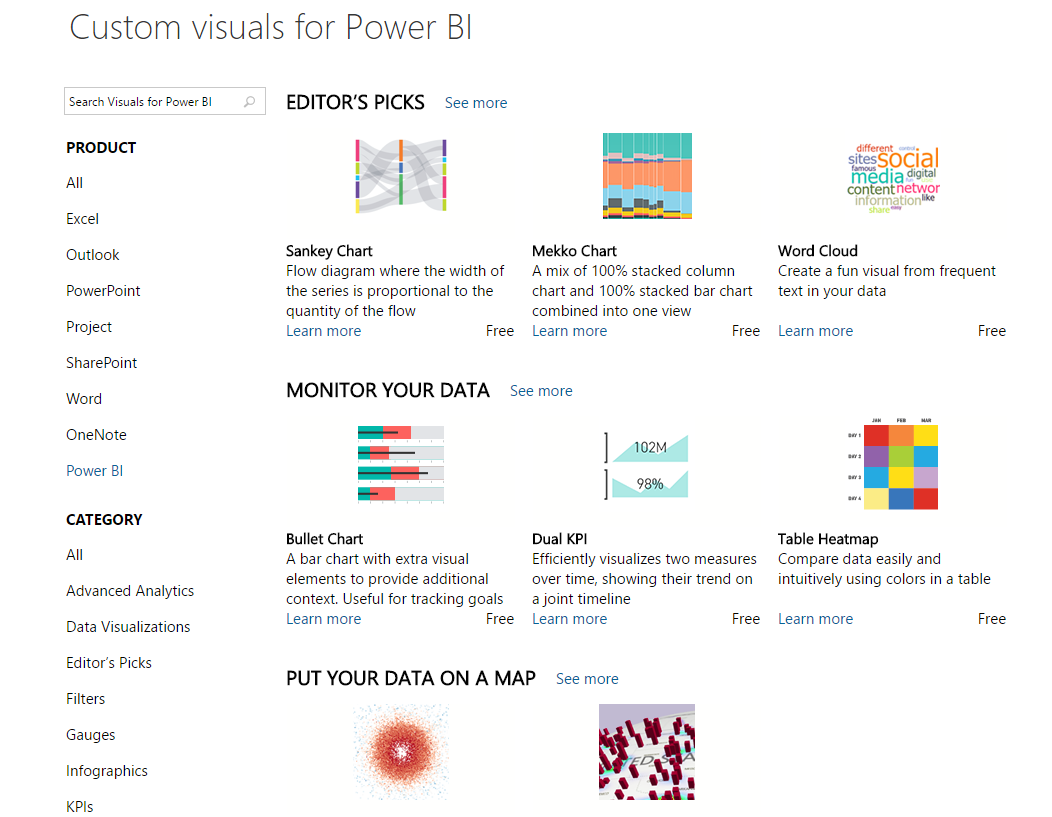 Custom visuals for Power BI
Search Visuals for Power BI
PRODUCT
All
Excel
Outlook
PowerPoint
Project
SharePoint
Word
OneNote
Power BI
CATEGORY
All
Advanced Analytics
Data Visualizations
Editor's Picks
Filters
Gauges
Infographics
KPIs
EDITOR'S PICKS See more
different control
sites social
famous
media digital
content networ
information like
share easy
Sankey Chart
Flow diagram where the width of
the series is proportional to the
quantity of the flow
Learn more Free
Mekko Chart
A mix of 100% stacked column
chart and 100% stacked bar chart
combined into one view
Learn more Free
Word Cloud
Create a fun visual from frequent
text in your data
Learn more Free
MONITOR YOUR DATA See more
102M
98%
JAN FEB MAR
DAY 1
DAY 2
DAY 3
DAY 4
Bullet Chart
A bar chart with extra visual
elements to provide additional
context. Useful for tracking goals
Learn more Free
Dual KPI
Efficiently visualizes two measures
over time, showing their trend on
a joint timeline
Learn more Free
Table Heatmap
Compare data easily and
intuitively using colors in a table
Learn more Free
PUT YOUR DATA ON A MAP See more